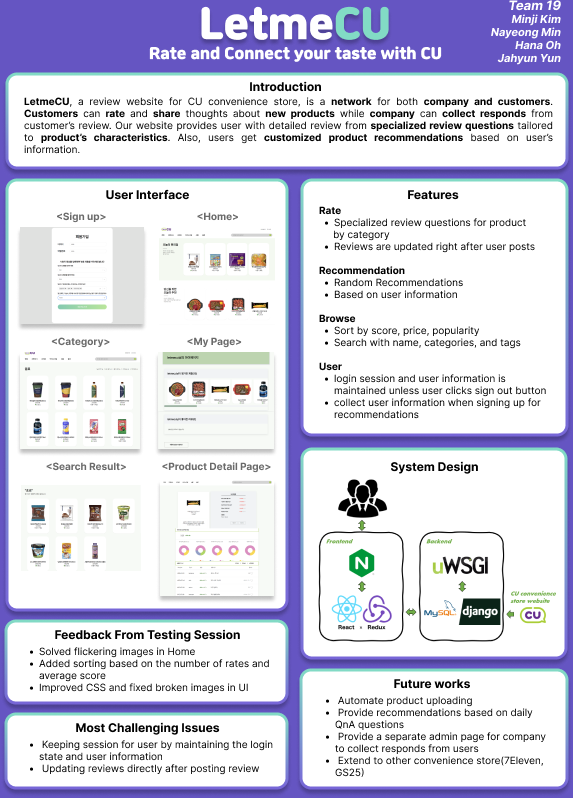 LetmeCU
Rate and Connect your taste with CU
Team 19
Minji Kim
Nayeong Min
Hana Oh
Jahyun Yun
Introduction
LetmeCU, a review website for CU convenience store, is a network for both company and customers.
Customers can rate and share thoughts about new products while company can collect responds from
customer's review. Our website provides user with detailed review from specialized review questions tailored
to product's characteristics. Also, users get customized product recommendations based on user's
information.
User Interface
<Sign up>
<Home>
<Category>
<My Page>
<Search Result>
<Product Detail Page>
Feedback From Testing Session
• Solved flickering images in Home
• Added sorting based on the number of rates and
average score
• Improved CSS and fixed broken images in UI
Most Challenging Issues
• Keeping session for user by maintaining the login
state and user information
• Updating reviews directly after posting review
Features
Rate
• Specialized review questions for product
by category
• Reviews are updated right after user posts
Recommendation
• Random Recommendations
• Based on user information
Browse
• Sort by score, price, popularity
• Search with name, categories, and tags
User
• login session and user information is
maintained unless user clicks sign out button
• collect user information when signing up for
recommendations
System Design
Frontend
N
React + Redux
Backend
uWSGI
MySQL
django
CU convenience
store website
CU
Future works
• Automate product uploading
• Provide recommendations based on daily
QnA questions
• Provide a separate admin page for company
to collect responds from users
• Extend to other convenience store(7Eleven,
GS25)